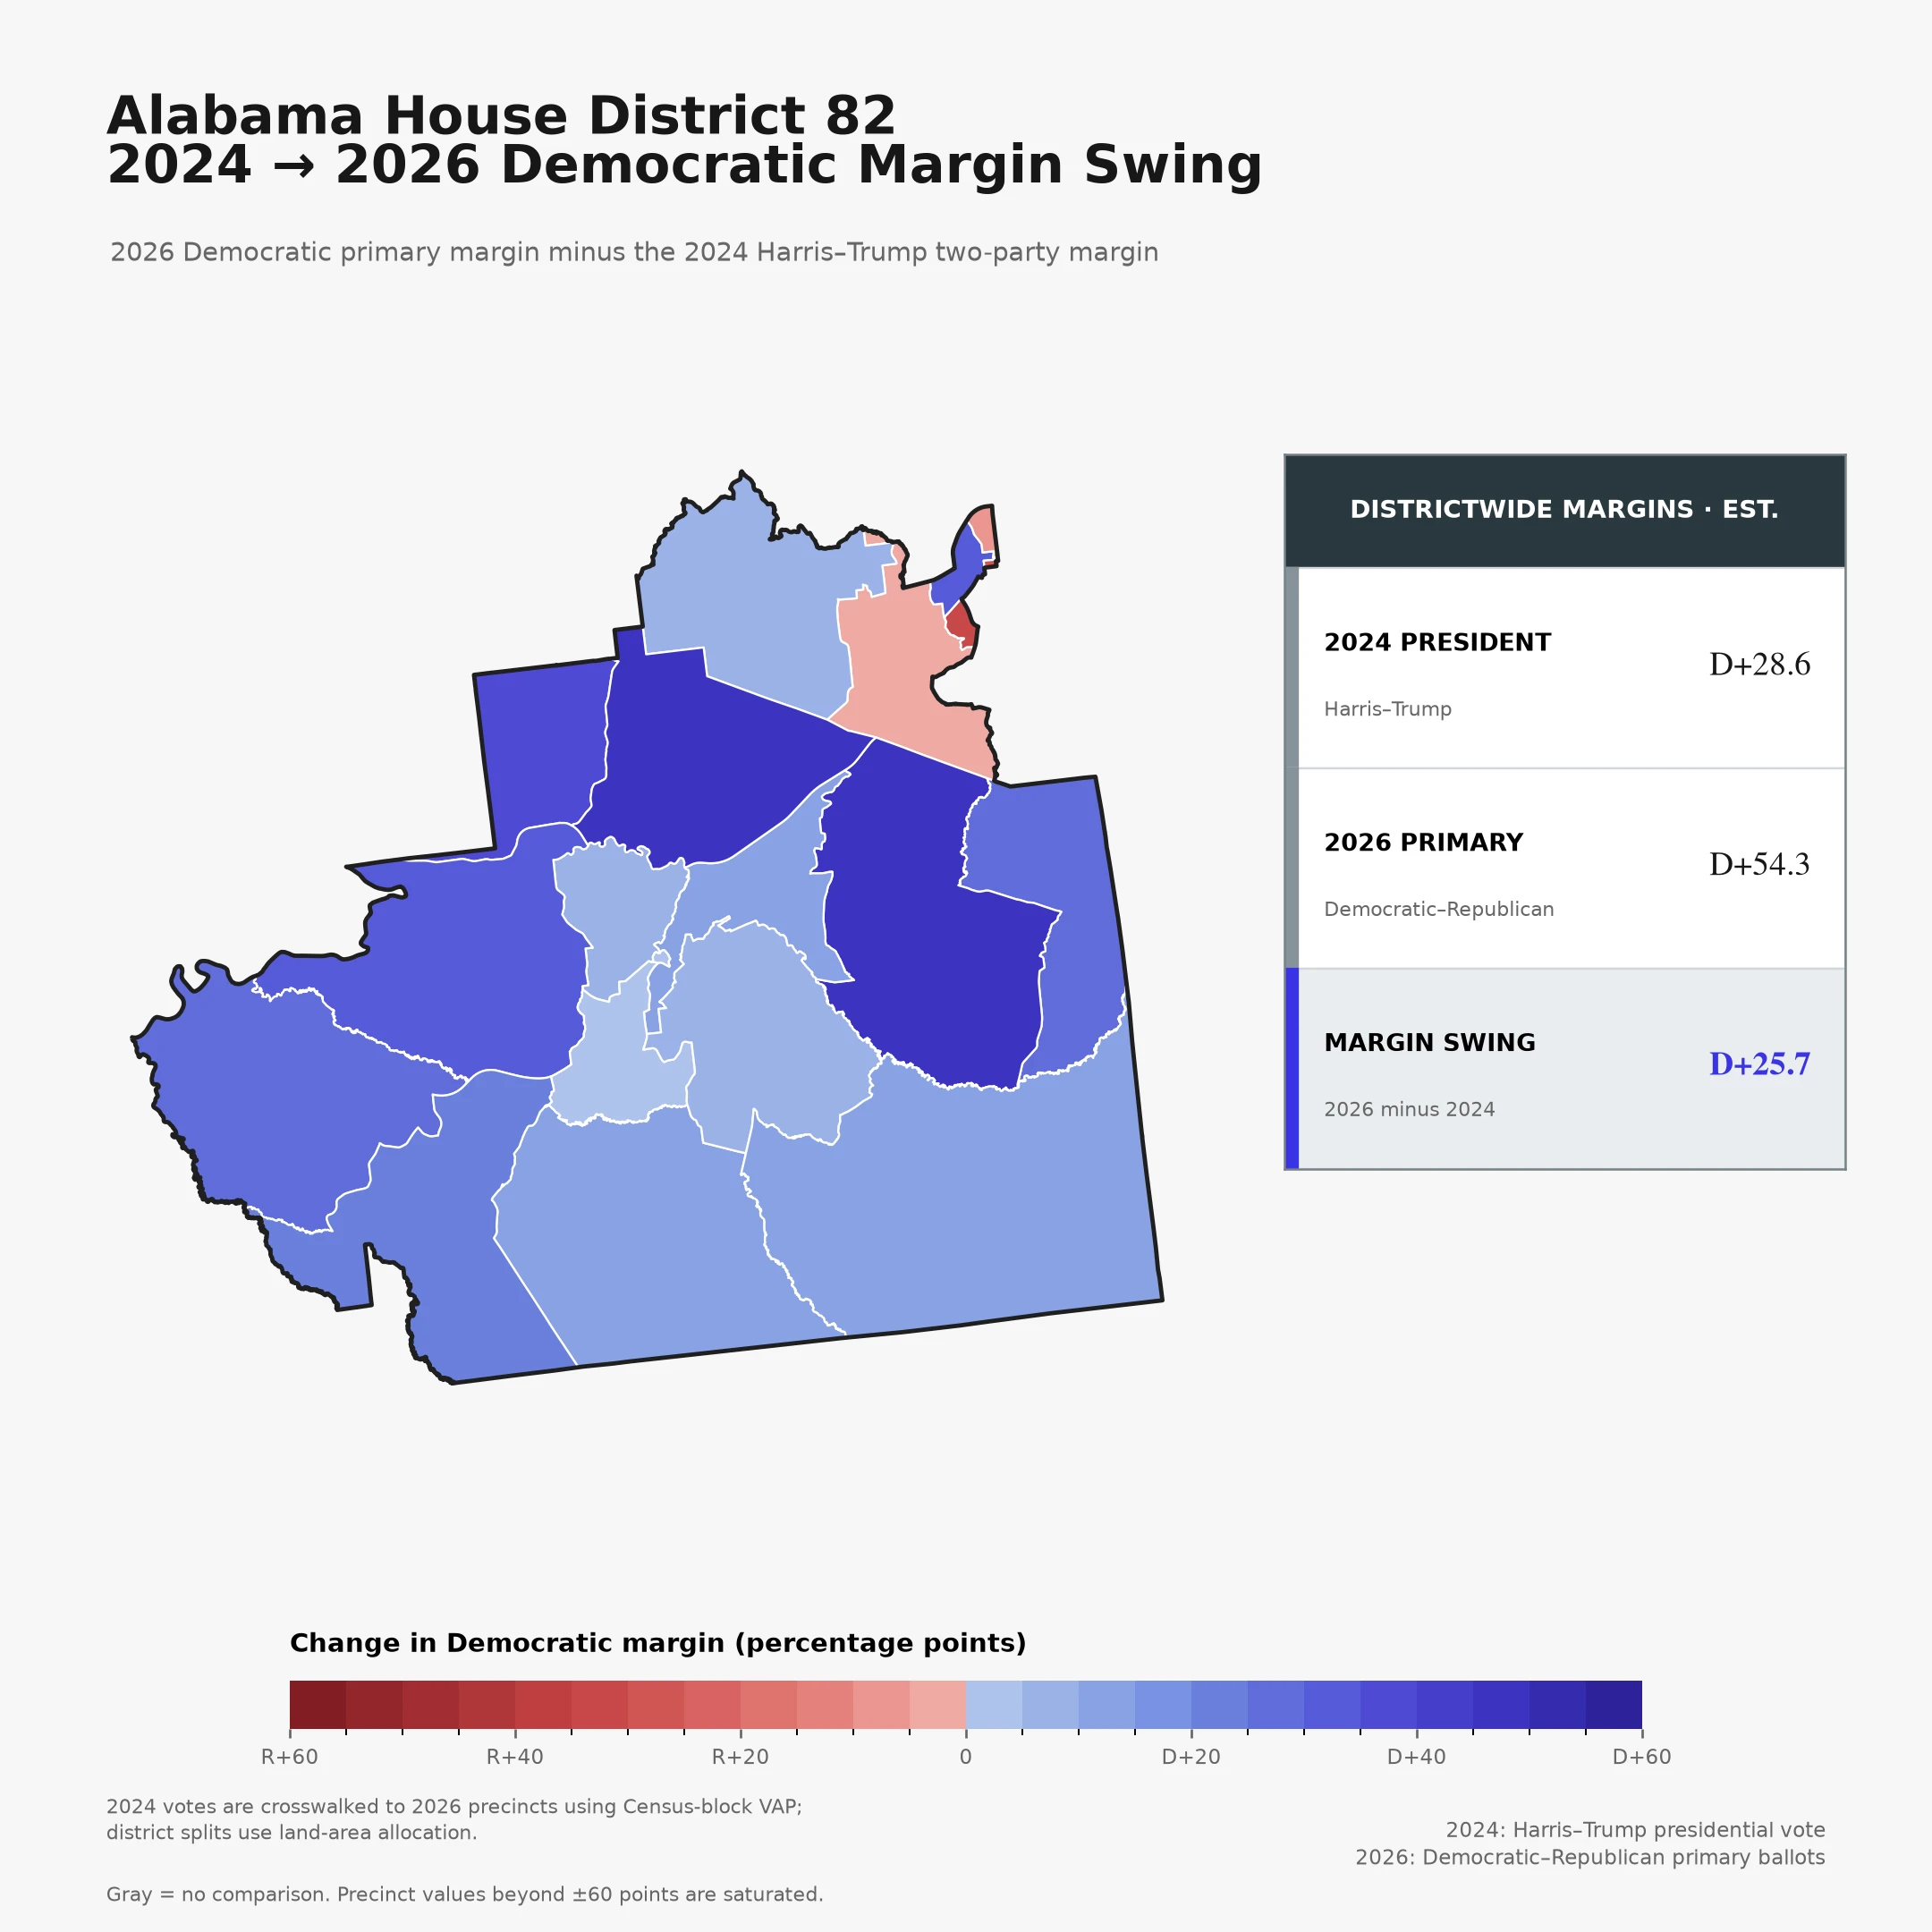 Alabama House District 82
2024 → 2026 Democratic Margin Swing
2026 Democratic primary margin minus the 2024 Harris–Trump two-party margin
DISTRICTWIDE MARGINS · EST.
2024 PRESIDENT
D+28.6
Harris–Trump
2026 PRIMARY
D+54.3
Democratic–Republican
MARGIN SWING
D+25.7
2026 minus 2024
Change in Democratic margin (percentage points)
R+60 R+40 R+20 0 D+20 D+40 D+60
2024 votes are crosswalked to 2026 precincts using Census-block VAP;
district splits use land-area allocation.
2024: Harris–Trump presidential vote
2026: Democratic–Republican primary ballots
Gray = no comparison. Precinct values beyond ±60 points are saturated.